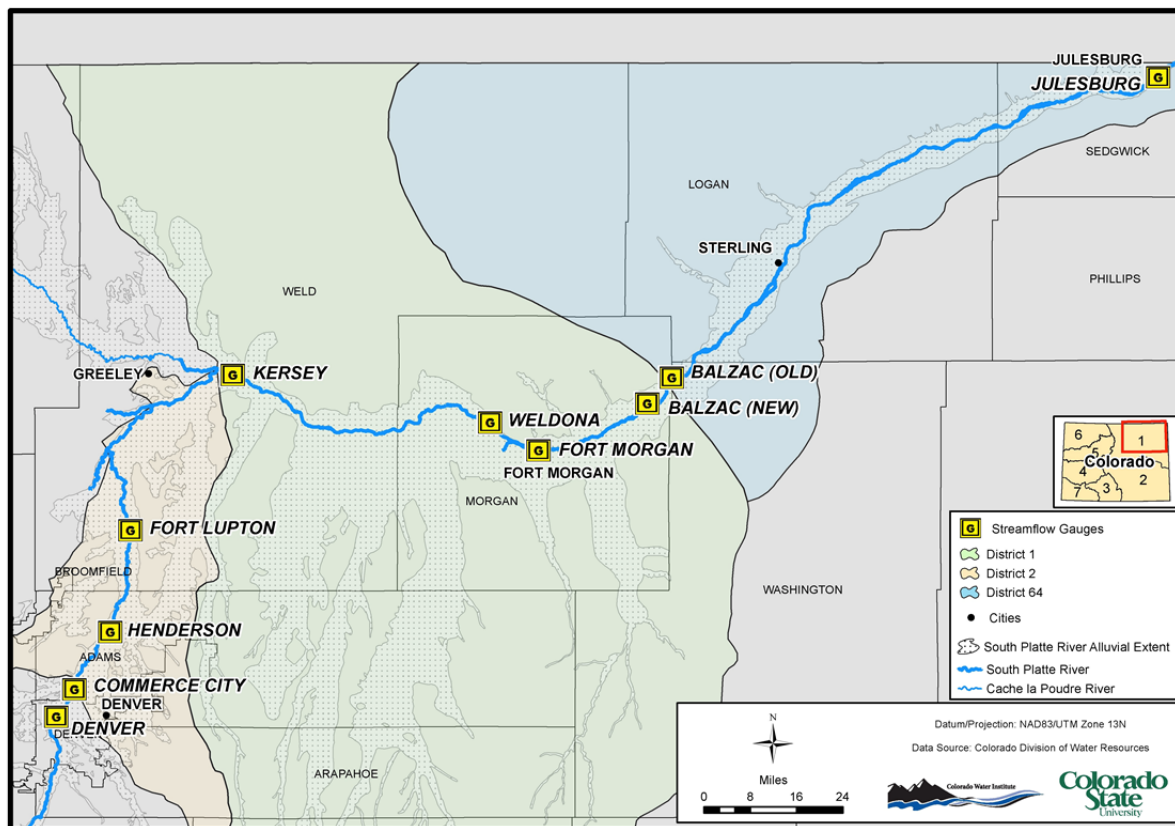 JULESBURG
G
JULESBURG
SEDGWICK
LOGAN
STERLING
PHILLIPS
WELD
GREELEY
G
KERSEY
G
BALZAC (OLD)
G
BALZAC (NEW)
G
WELDONA
G
FORT MORGAN
FORT MORGAN
MORGAN
G
FORT LUPTON
BROOMFIELD
WASHINGTON
G
HENDERSON
ADAMS
G
COMMERCE CITY
DENVER
G
DENVER
DENVER
ARAPAHOE
6
1
5
Colorado
4
2
7
3
G
Streamflow Gauges
District 1
District 2
District 64
Cities
South Platte River Alluvial Extent
South Platte River
Cache la Poudre River
N
Miles
0 8 16 24
Datum/Projection: NAD83/UTM Zone 13N
Data Source: Colorado Division of Water Resources
Colorado Water Institute
Colorado
State
University